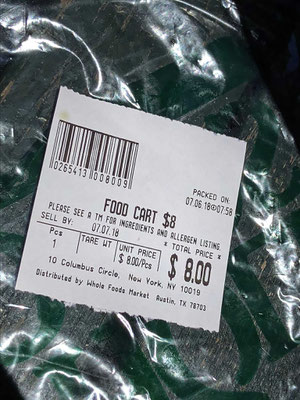 0265413 008009
PACKED ON:
07.06.18@07:58
FOOD CART $8
PLEASE SEE A TM FOR INGREDIENTS AND ALLERGEN LISTING
SELL BY: 07.07.18
* TOTAL PRICE *
Pcs TARE WT UNIT PRICE
1 $ 8.00/Pcs $ 8.00
10 Columbus Circle, New York, NY 10019
Distributed by Whole Foods Market Austin, TX 78703